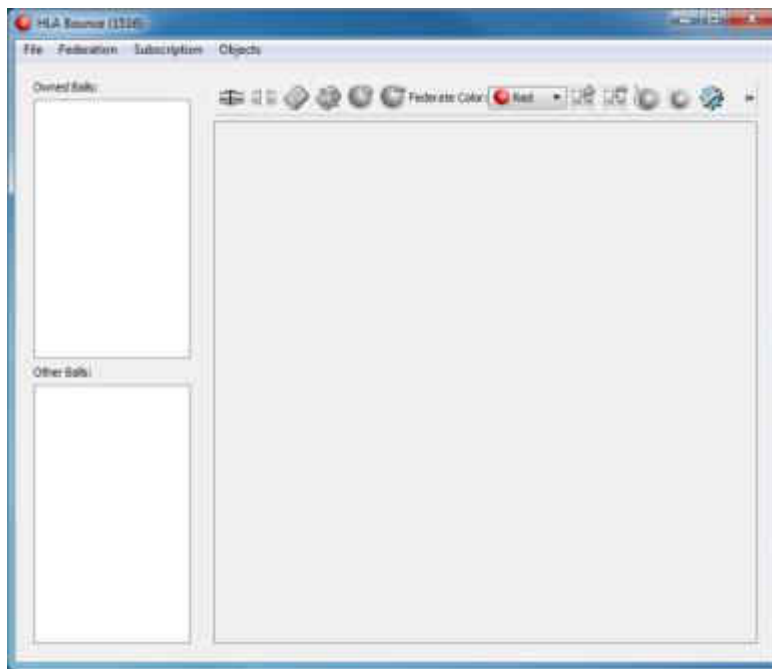 HLA Bounce (1516)
File Federation Subscription Objects
Owned Balls:
Federate Color: Red
Other Balls: